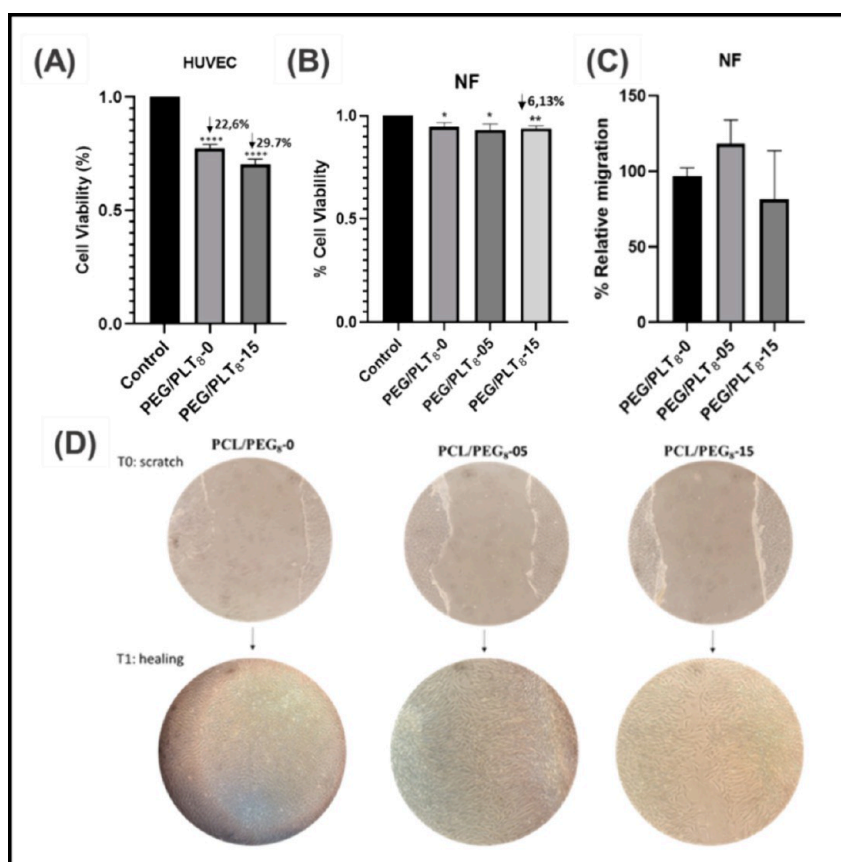 (A)
HUVEC
Cell Viability (%)
1.0
0.5
0.0
↓22,6%
****
↓29.7%
****
Control
PEG/PLT₈-0
PEG/PLT₈-15
(B)
NF
% Cell Viability
1.0
0.5
0.0
*
*
↓6,13%
**
Control
PEG/PLT₈-0
PEG/PLT₈-05
PEG/PLT₈-15
(C)
NF
% Relative migration
150
100
50
0
PEG/PLT₈-0
PEG/PLT₈-05
PEG/PLT₈-15
(D)
PCL/PEG₈-0
PCL/PEG₈-05
PCL/PEG₈-15
T0: scratch
T1: healing